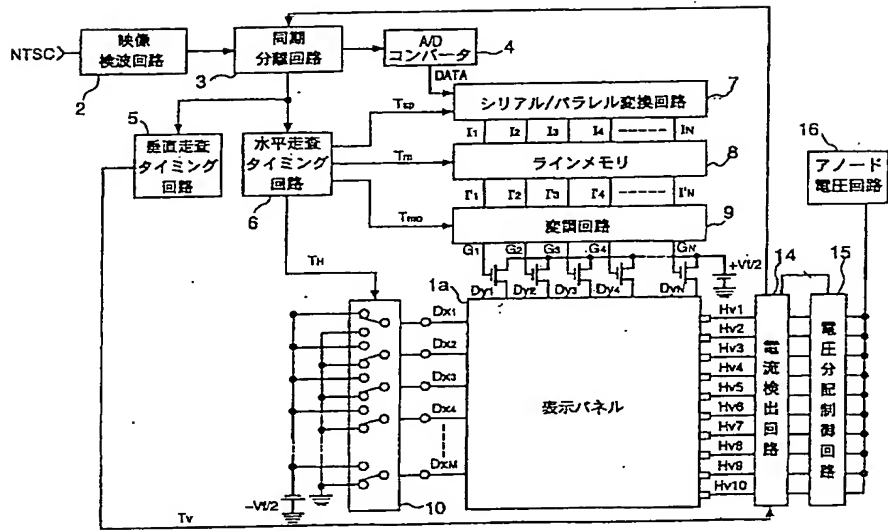 NTSC
映像
検波回路
2
同期
分離回路
3
A/D
コンバータ
4
DATA
5
垂直走査
タイミング
回路
水平走査
タイミング
回路
6
Tsp
Tm
Tmo
TH
シリアル/パラレル変換回路
7
I1 I2 I3 I4 IN
ラインメモリ
8
I'1 I'2 I'3 I'4 I'N
変調回路
9
G1 G2 G3 G4 GN
+Vf/2
Dy1 Dy2 Dy3 Dy4 DyN
1a
表示パネル
Dx1
Dx2
Dx3
Dx4
DxM
10
-Vf/2
Tv
Hv1
Hv2
Hv3
Hv4
Hv5
Hv6
Hv7
Hv8
Hv9
Hv10
14
電流検出回路
15
電圧分配制御回路
16
アノード
電圧回路